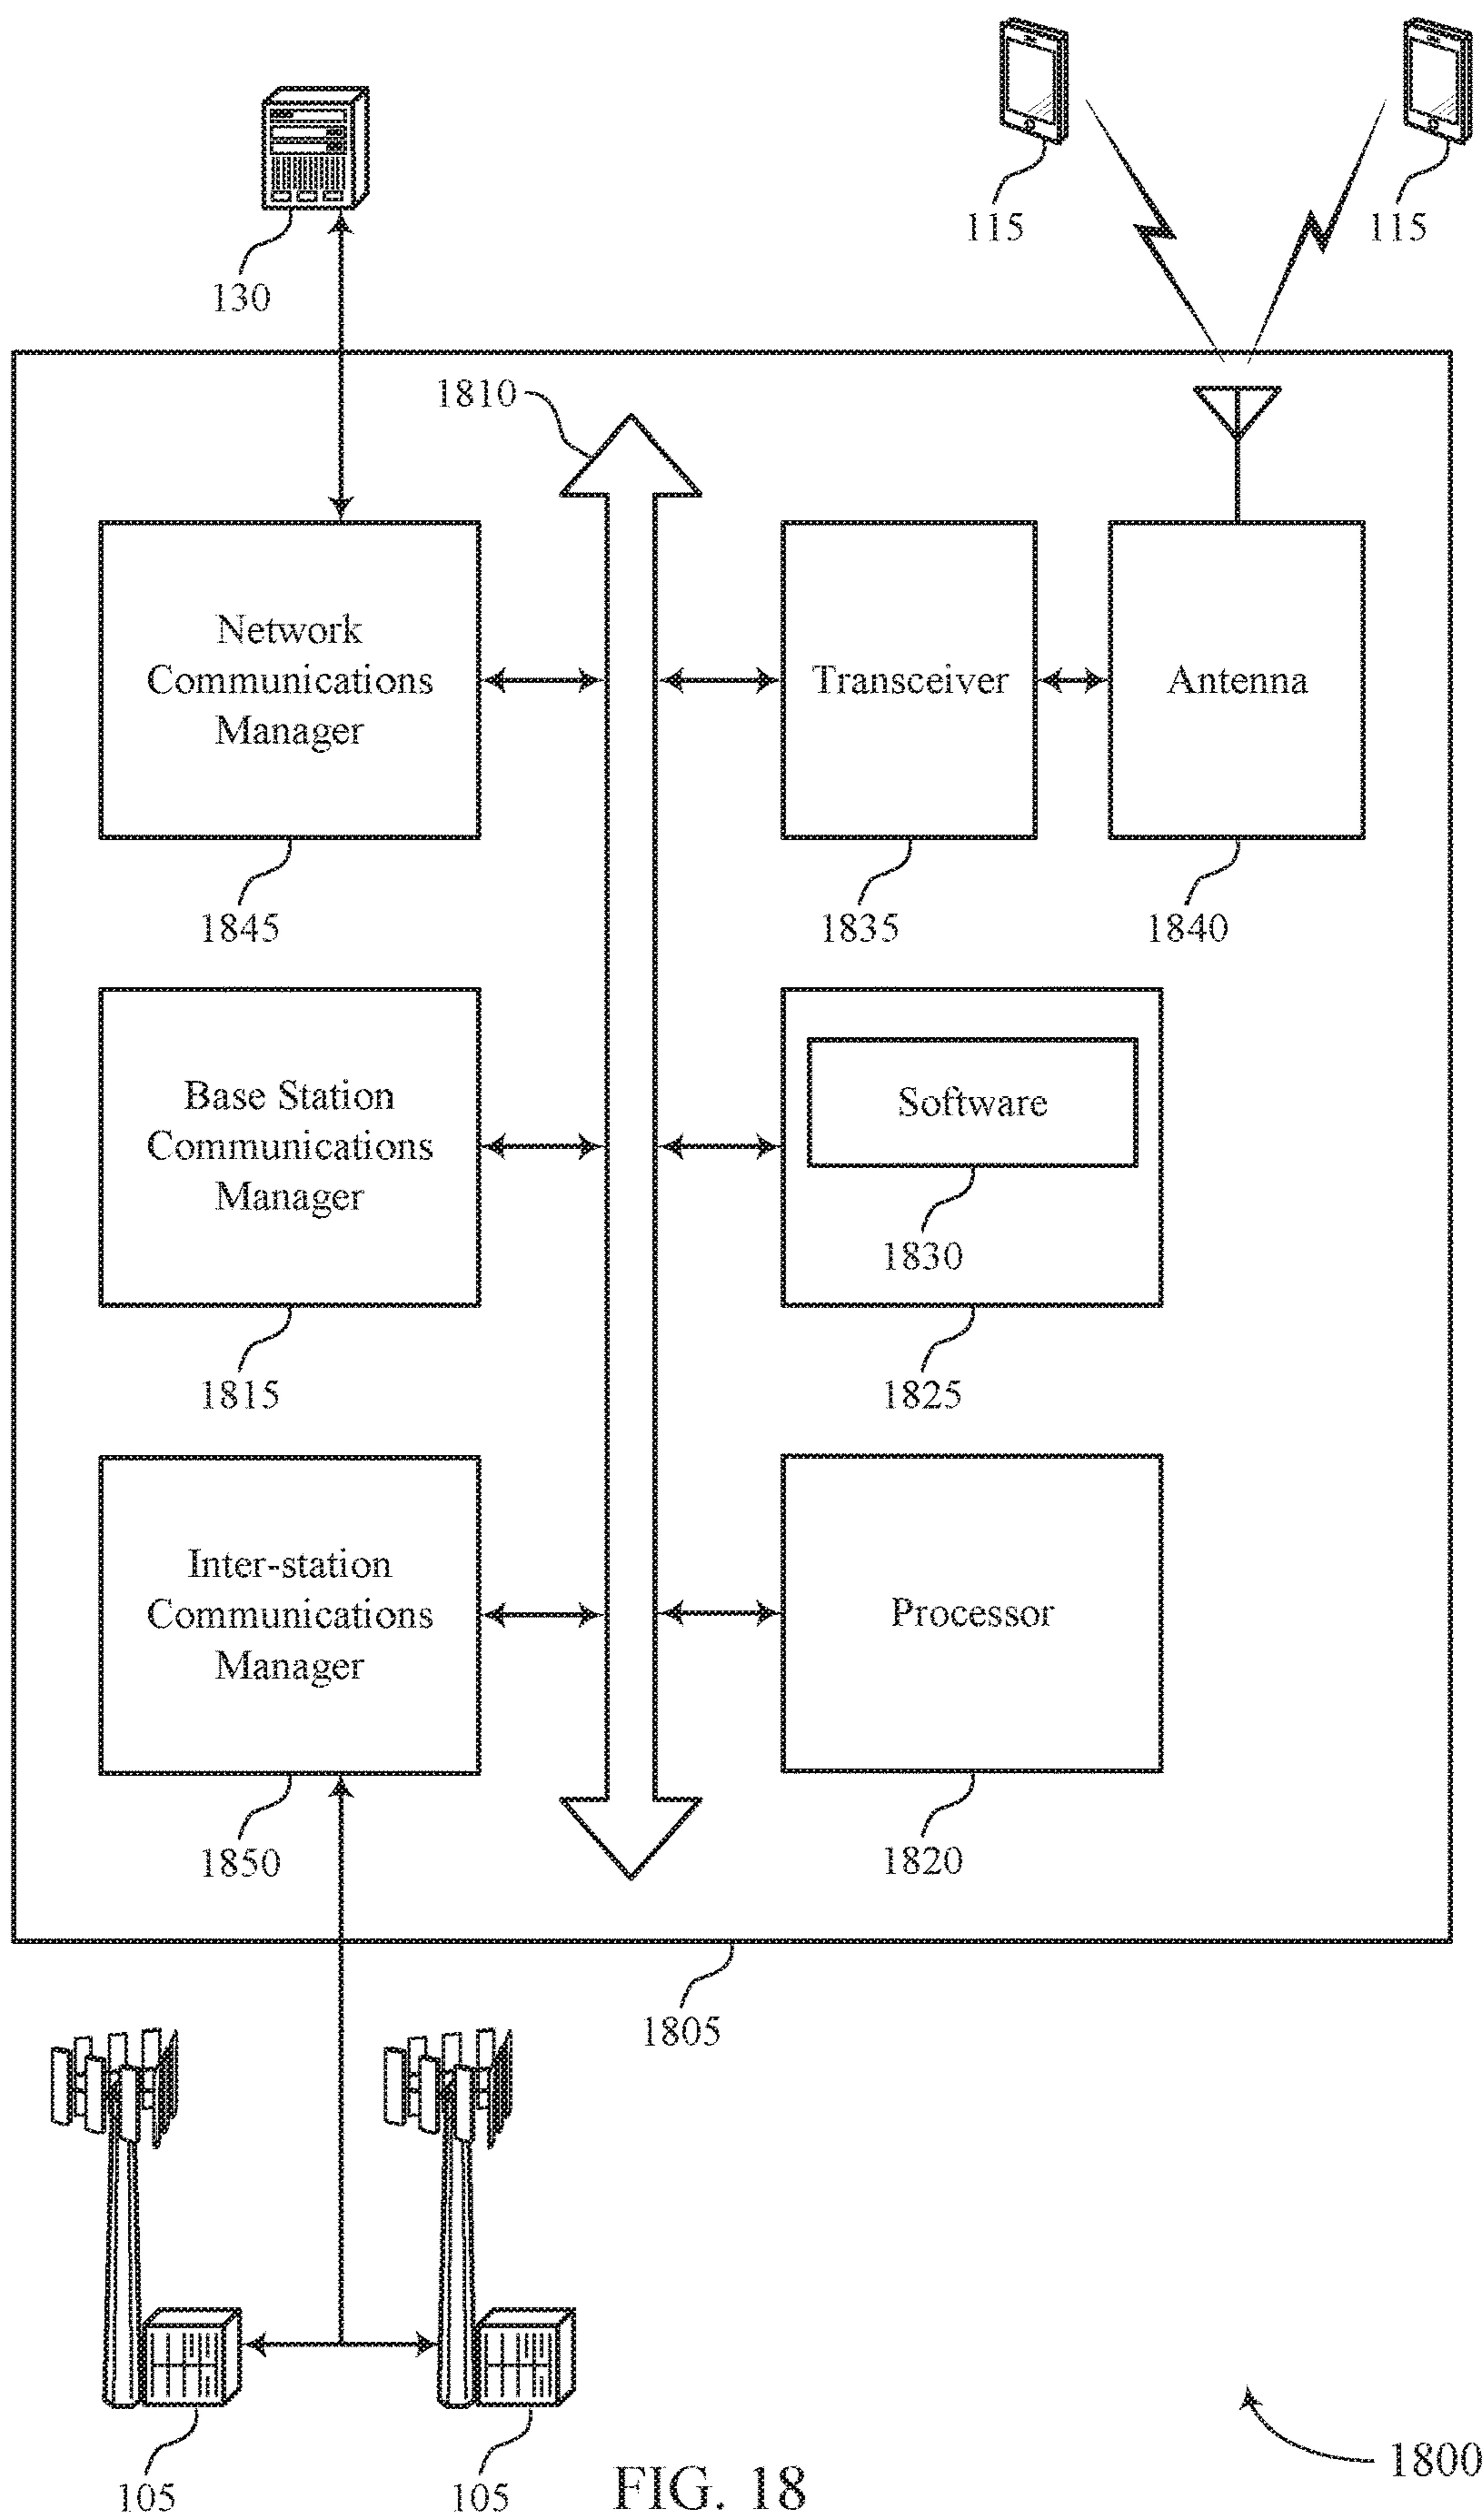 115
115
130
1810
Network
Communications
Manager
Transceiver
Antenna
1845
1835
1840
Base Station
Communications
Manager
Software
1830
1815
1825
Inter-station
Communications
Manager
Processor
1850
1820
1805
105
105
FIG. 18
1800